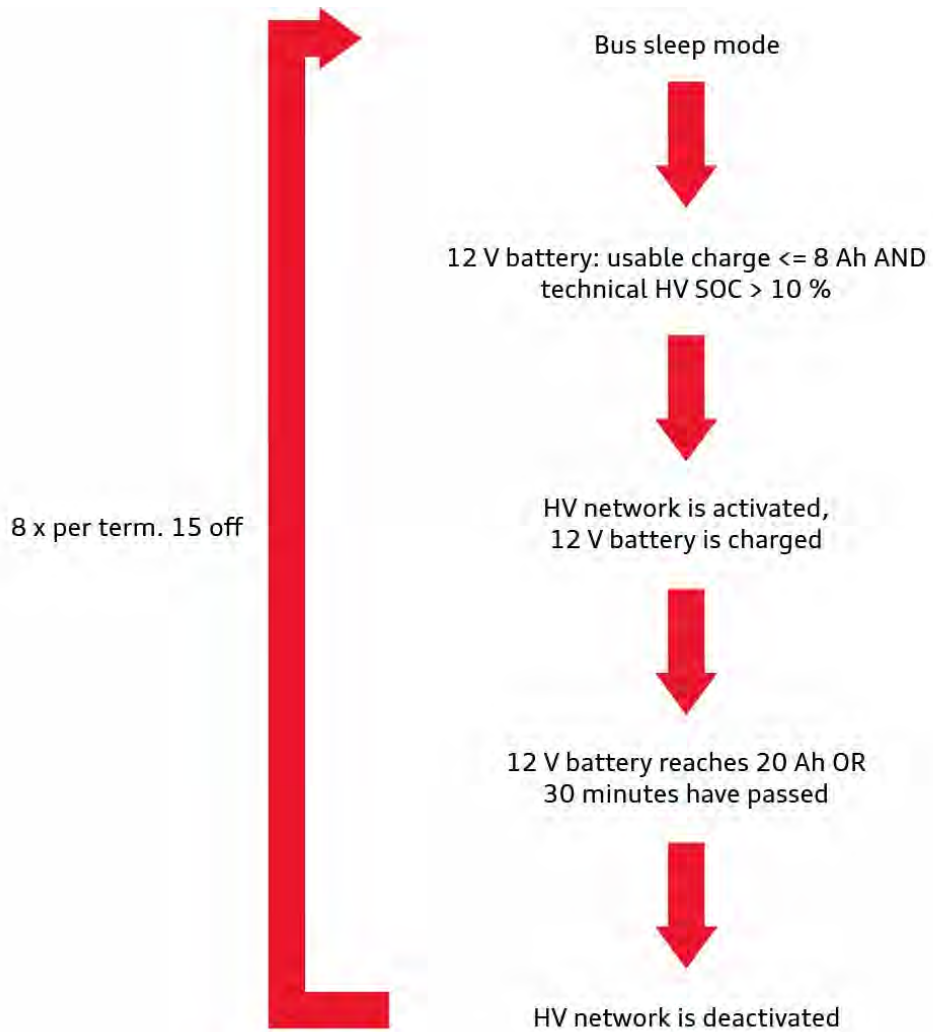 Bus sleep mode
12 V battery: usable charge <= 8 Ah AND
technical HV SOC > 10 %
HV network is activated,
12 V battery is charged
8 x per term. 15 off
12 V battery reaches 20 Ah OR
30 minutes have passed
HV network is deactivated